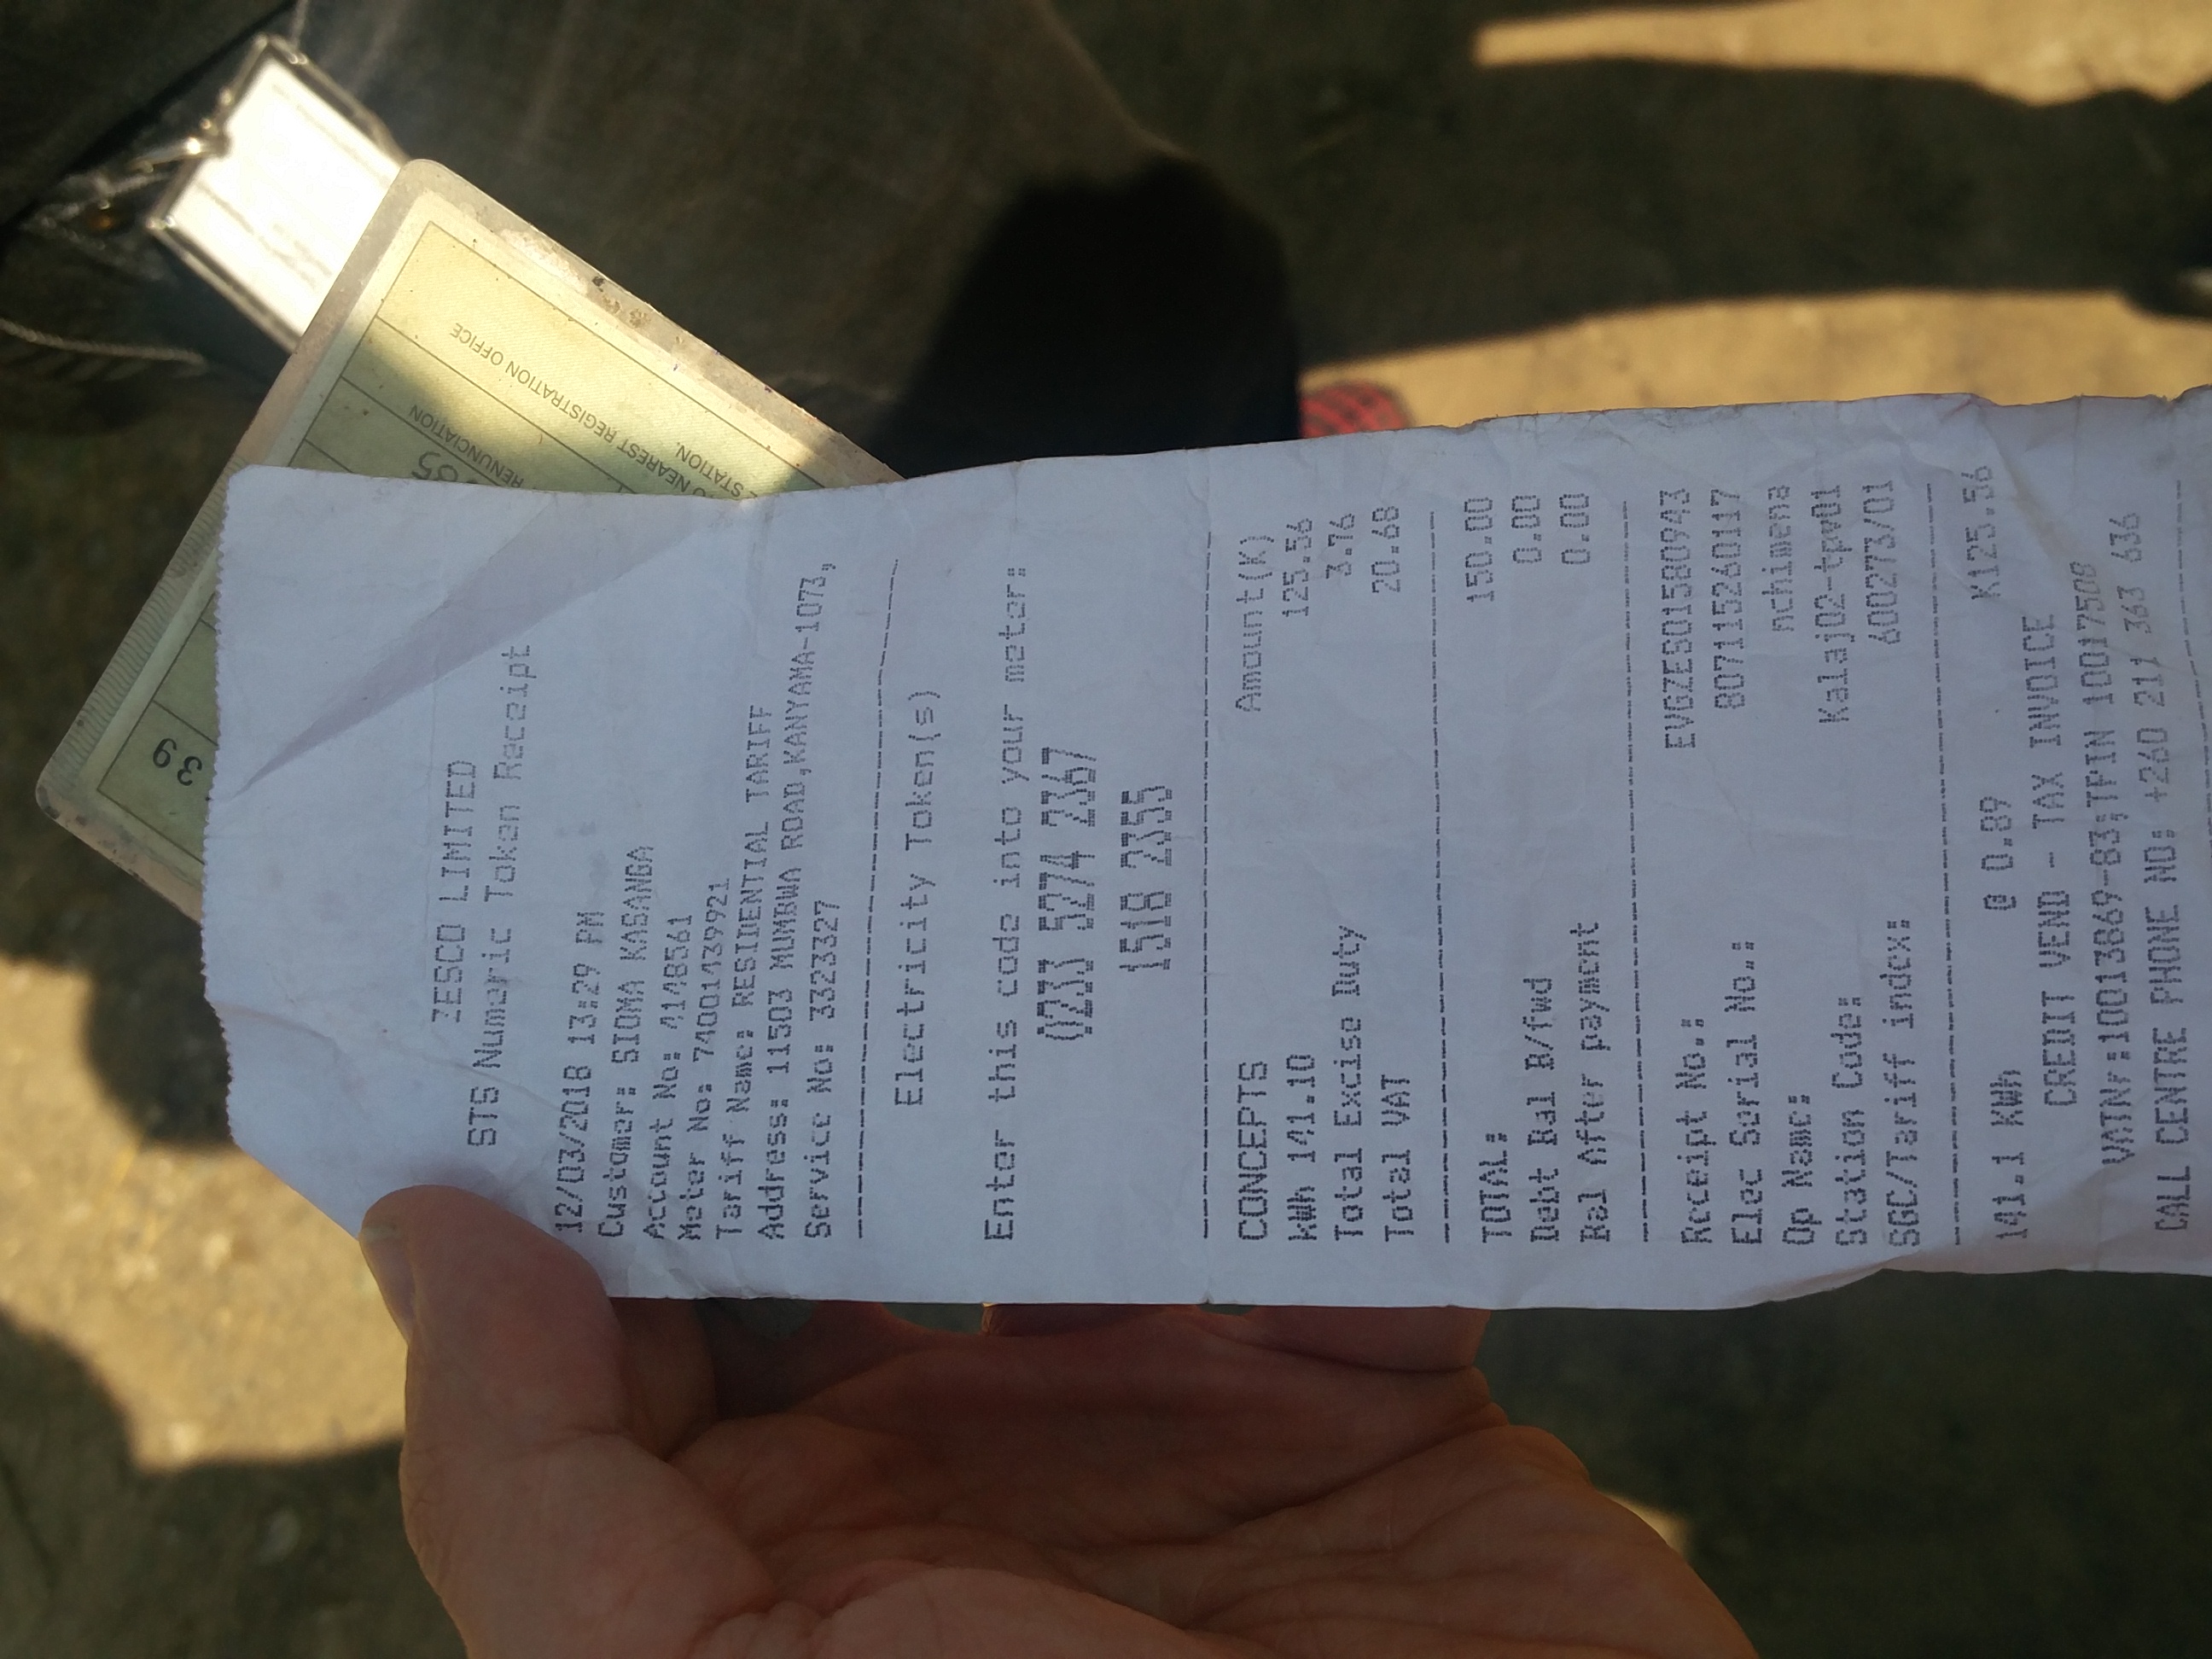 ZESCO LIMITED
STS Numeric Token Receipt
12/03/2018 13:29 PM
Customer: SIOMA KASANDA
Account No: 4148561
Meter No: 74001439921
Tariff Name: RESIDENTIAL TARIFF
Address: 11503 MUMBWA ROAD,KANYAMA-1073,
Service No: 3323327
Electricity Token(s)
Enter this code into your meter:
0233 5274 2367
1518 2355
CONCEPTS Amount(K)
kWh 141.10 125.56
Total Excise Duty 3.76
Total VAT 20.68
TOTAL: 150.00
Debt Bal B/fwd 0.00
Bal After payment 0.00
Receipt No.: EVGZES01580943
Elec Serial No.: 807115260117
Op Name: nchimena
Station Code: Kalaj02-tpv01
SGC/Tariff index: 600273/01
141.1 KWh @ 0.89 K125.56
CREDIT VEND - TAX INVOICE
VATNr:10013869-83;TPIN 10017508
CALL CENTRE PHONE NO: +260 211 363 636
STATION.
NEAREST REGISTRATION OFFICE
RENUNCIATION
39